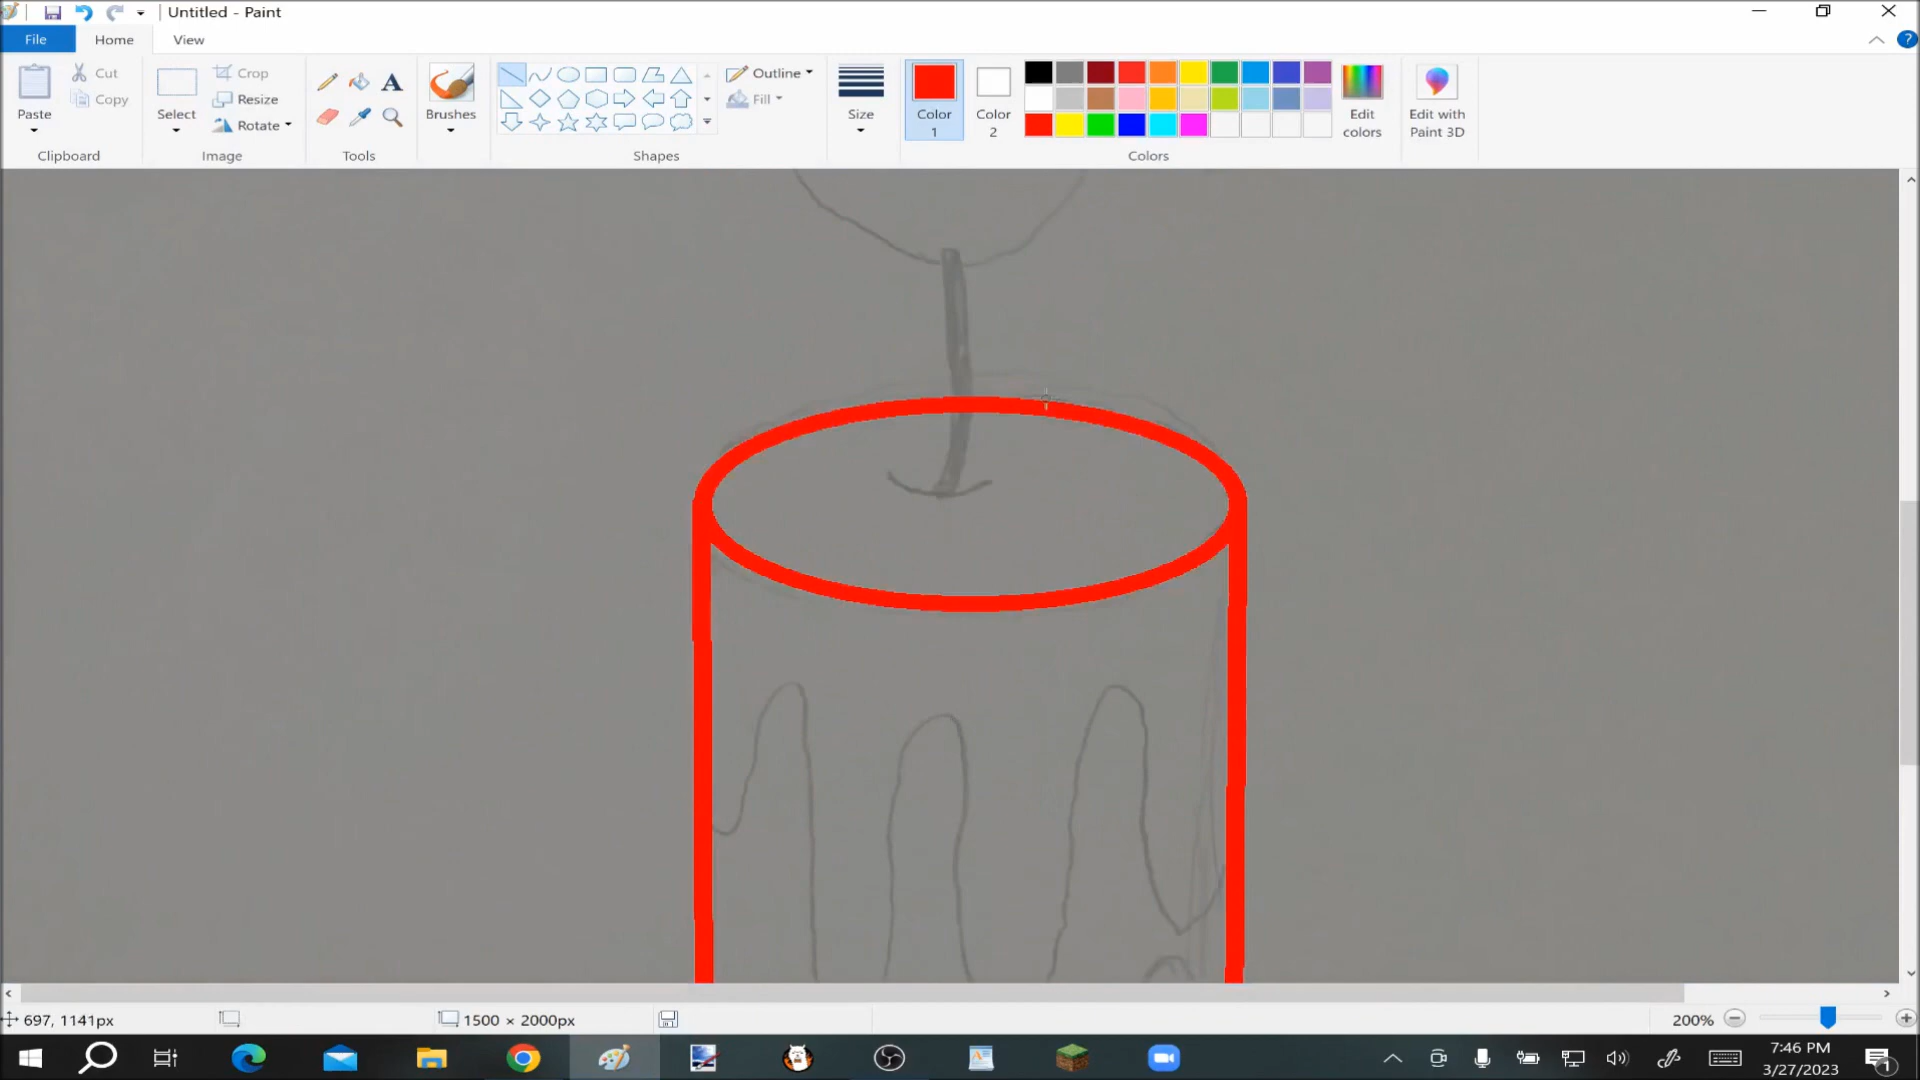 Untitled - Paint
File
Home
View
Paste
Cut
Copy
Clipboard
Select
Crop
Resize
Rotate
Image
Tools
Brushes
Shapes
Outline
Fill
Size
Color
1
Color
2
Colors
Edit
colors
Edit with
Paint 3D
697, 1141px
1500 × 2000px
200%
7:46 PM
3/27/2023
1